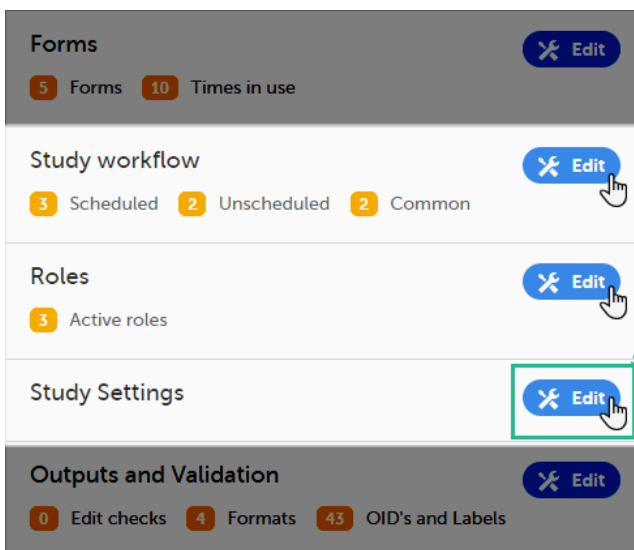 Forms
Edit
5 Forms 10 Times in use
Study workflow
Edit
3 Scheduled 2 Unscheduled 2 Common
Roles
Edit
3 Active roles
Study Settings
Edit
Outputs and Validation
Edit
0 Edit checks 4 Formats 43 OID's and Labels